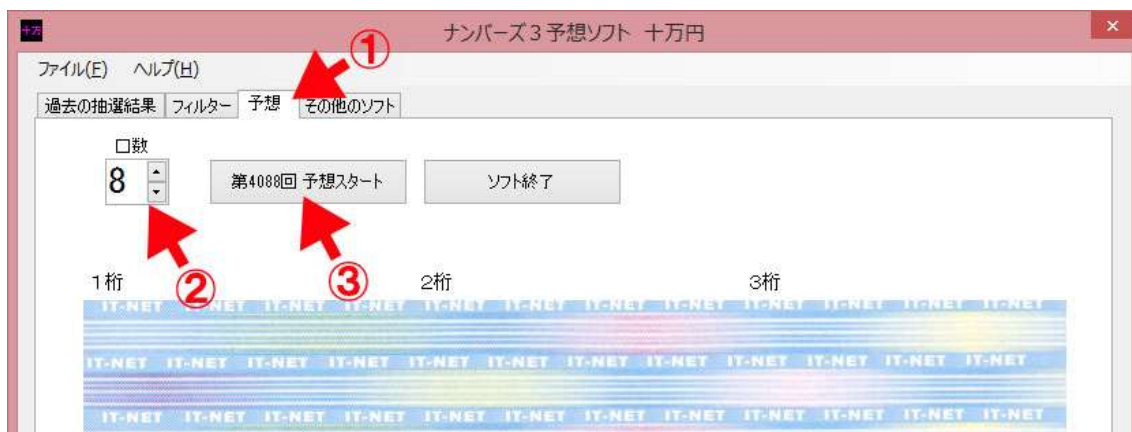 十万
ナンバーズ3予想ソフト 十万円
×
①
ファイル(F) ヘルプ(H)
過去の抽選結果 フィルター 予想 その他のソフト
口数
8
第4088回 予想スタート
ソフト終了
②
③
1桁 2桁 3桁
IT-NET IT-NET IT-NET IT-NET IT-NET IT-NET IT-NET IT-NET IT-NET IT-NET IT-NET IT-NET
IT-NET IT-NET IT-NET IT-NET IT-NET IT-NET IT-NET IT-NET IT-NET IT-NET IT-NET IT-NET
IT-NET IT-NET IT-NET IT-NET IT-NET IT-NET IT-NET IT-NET IT-NET IT-NET IT-NET IT-NET